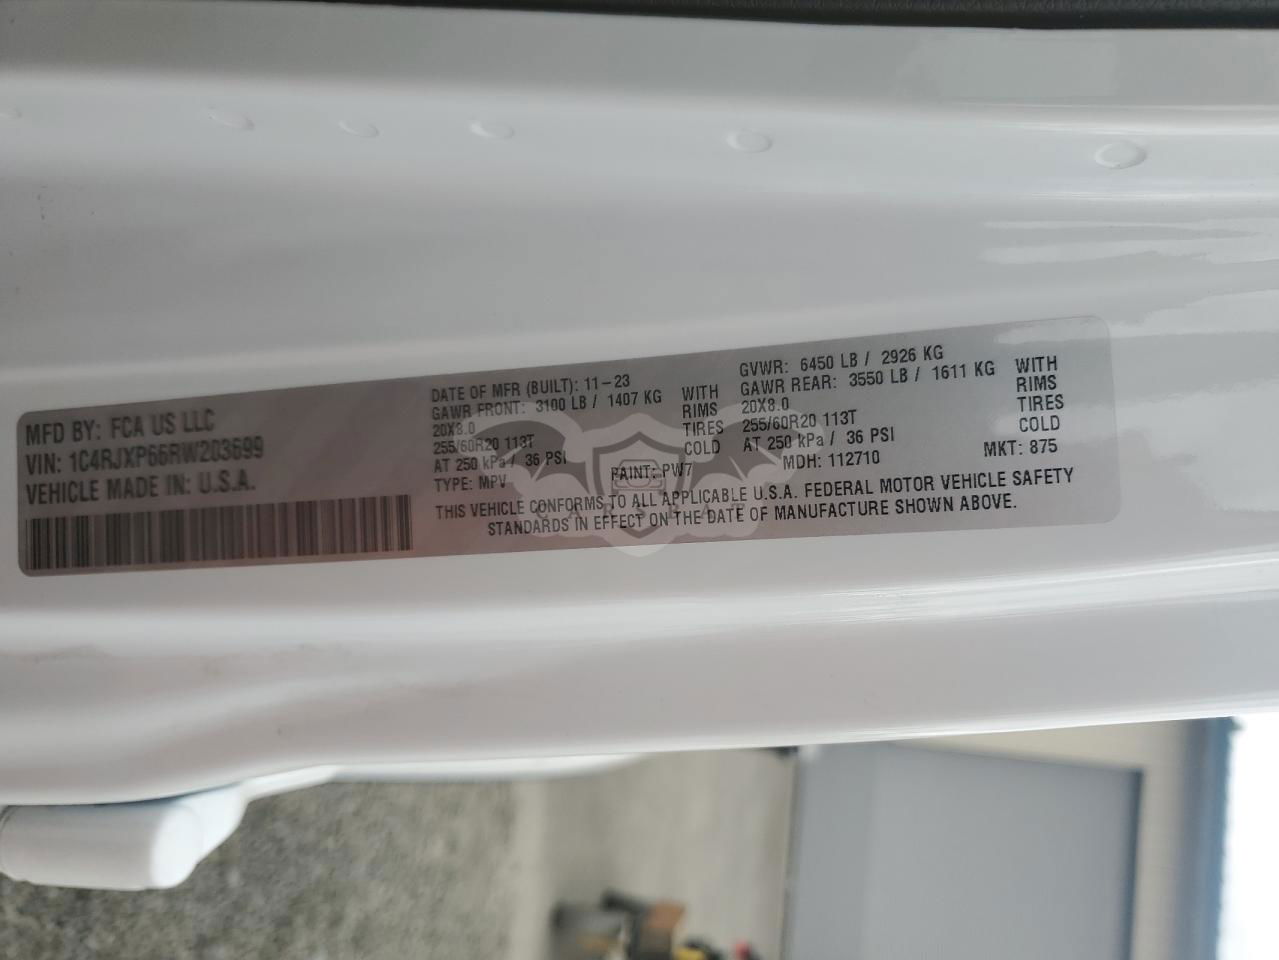 MFD BY: FCA US LLC
VIN: 1C4RJXP66RW203699
VEHICLE MADE IN: U.S.A.
DATE OF MFR (BUILT): 11-23
GAWR FRONT: 3100 LB / 1407 KG WITH
20X8.0 RIMS
255/60R20 113T TIRES
AT 250 kPa / 36 PSI COLD
TYPE: MPV PAINT: PW7
GVWR: 6450 LB / 2926 KG
GAWR REAR: 3550 LB / 1611 KG WITH
20X8.0 RIMS
255/60R20 113T TIRES
AT 250 kPa / 36 PSI COLD
MDH: 112710 MKT: 875
THIS VEHICLE CONFORMS TO ALL APPLICABLE U.S.A. FEDERAL MOTOR VEHICLE SAFETY
STANDARDS IN EFFECT ON THE DATE OF MANUFACTURE SHOWN ABOVE.